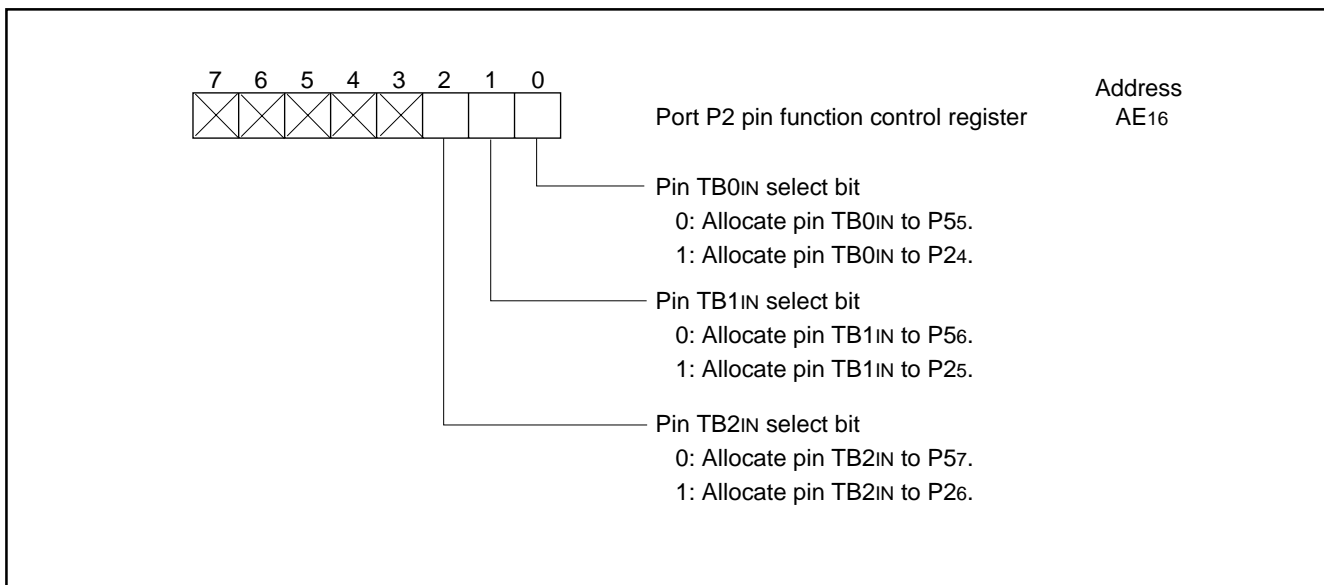 7 6 5 4 3 2 1 0
Address
Port P2 pin function control register AE16
Pin TB0IN select bit
0: Allocate pin TB0IN to P55.
1: Allocate pin TB0IN to P24.
Pin TB1IN select bit
0: Allocate pin TB1IN to P56.
1: Allocate pin TB1IN to P25.
Pin TB2IN select bit
0: Allocate pin TB2IN to P57.
1: Allocate pin TB2IN to P26.